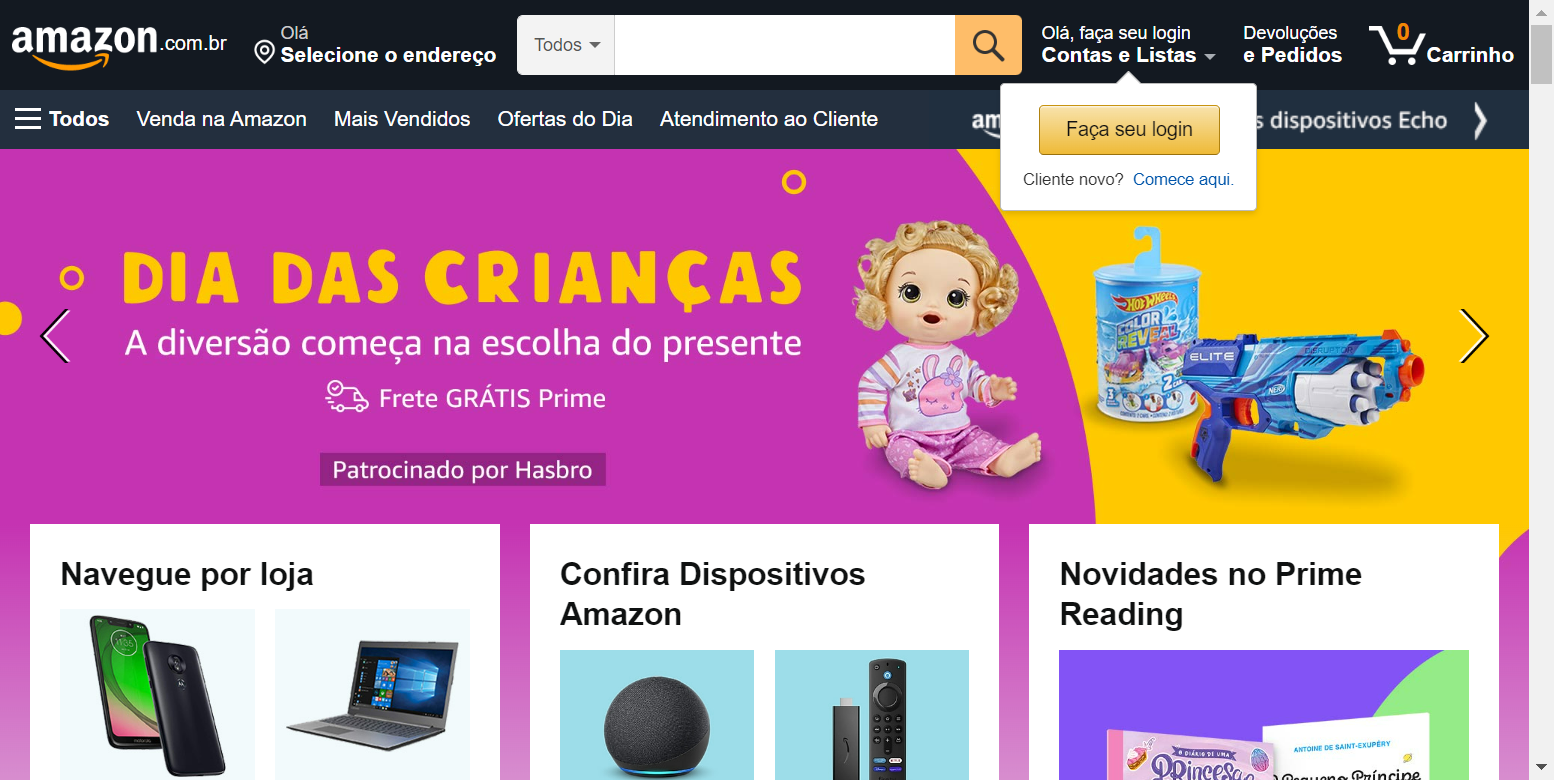 amazon.com.br
Olá
Selecione o endereço
Todos
Olá, faça seu login
Contas e Listas
Devoluções
e Pedidos
0
Carrinho
Todos
Venda na Amazon
Mais Vendidos
Ofertas do Dia
Atendimento ao Cliente
dispositivos Echo
Faça seu login
Cliente novo? Comece aqui.
DIA DAS CRIANÇAS
A diversão começa na escolha do presente
Frete GRÁTIS Prime
Patrocinado por Hasbro
HOT WHEELS
COLOR
REVEAL
ELITE
DISRUPTOR
NERF
Navegue por loja
Confira Dispositivos
Amazon
Novidades no Prime
Reading
O DIÁRIO DE UMA
PRINCESA
ANTOINE DE SAINT-EXUPÉRY
O Pequeno Príncipe